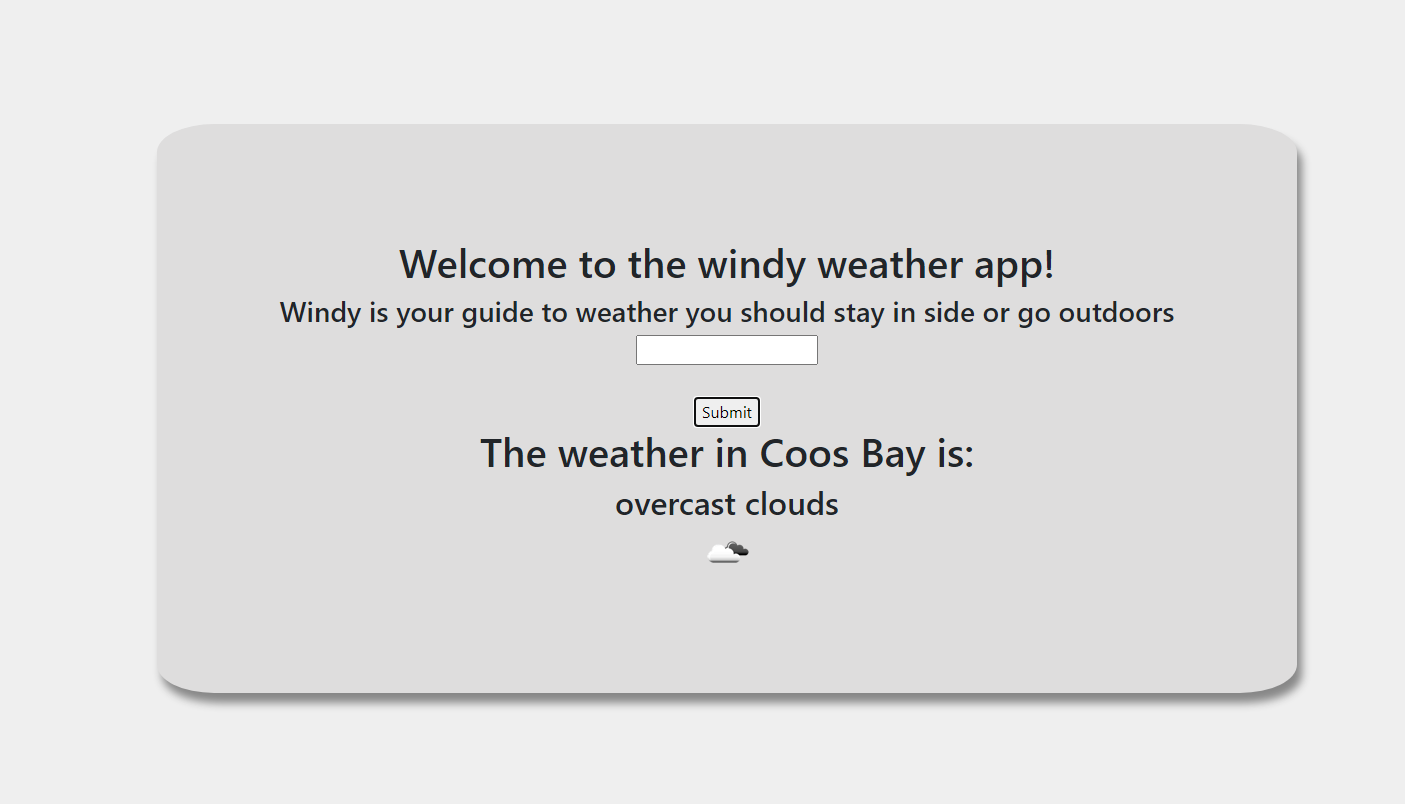 Welcome to the windy weather app!
Windy is your guide to weather you should stay in side or go outdoors
Submit
The weather in Coos Bay is:
overcast clouds